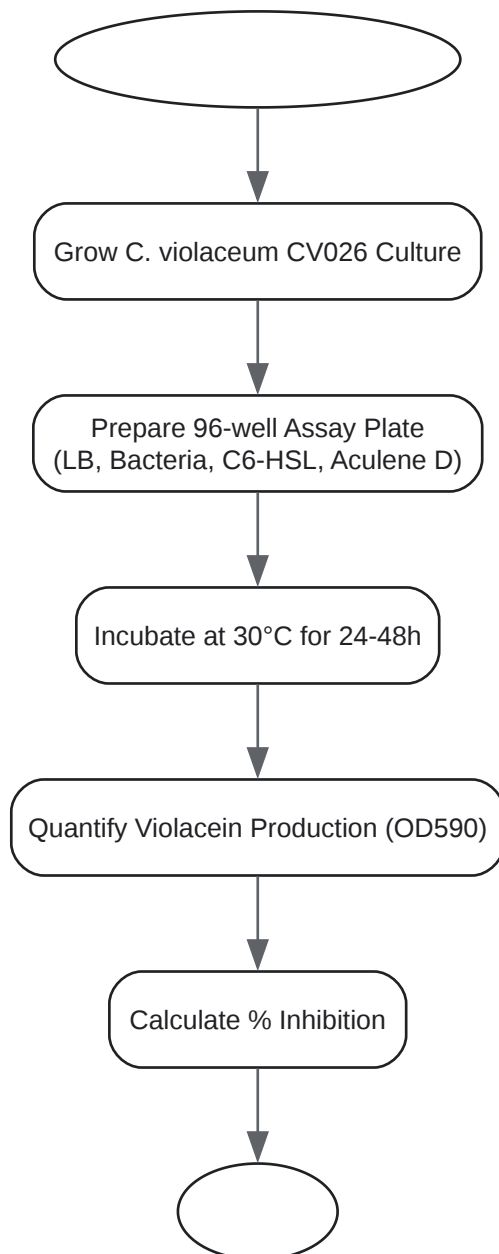 Grow C. violaceum CV026 Culture
Prepare 96-well Assay Plate
(LB, Bacteria, C6-HSL, Aculene D)
Incubate at 30°C for 24-48h
Quantify Violacein Production (OD590)
Calculate % Inhibition